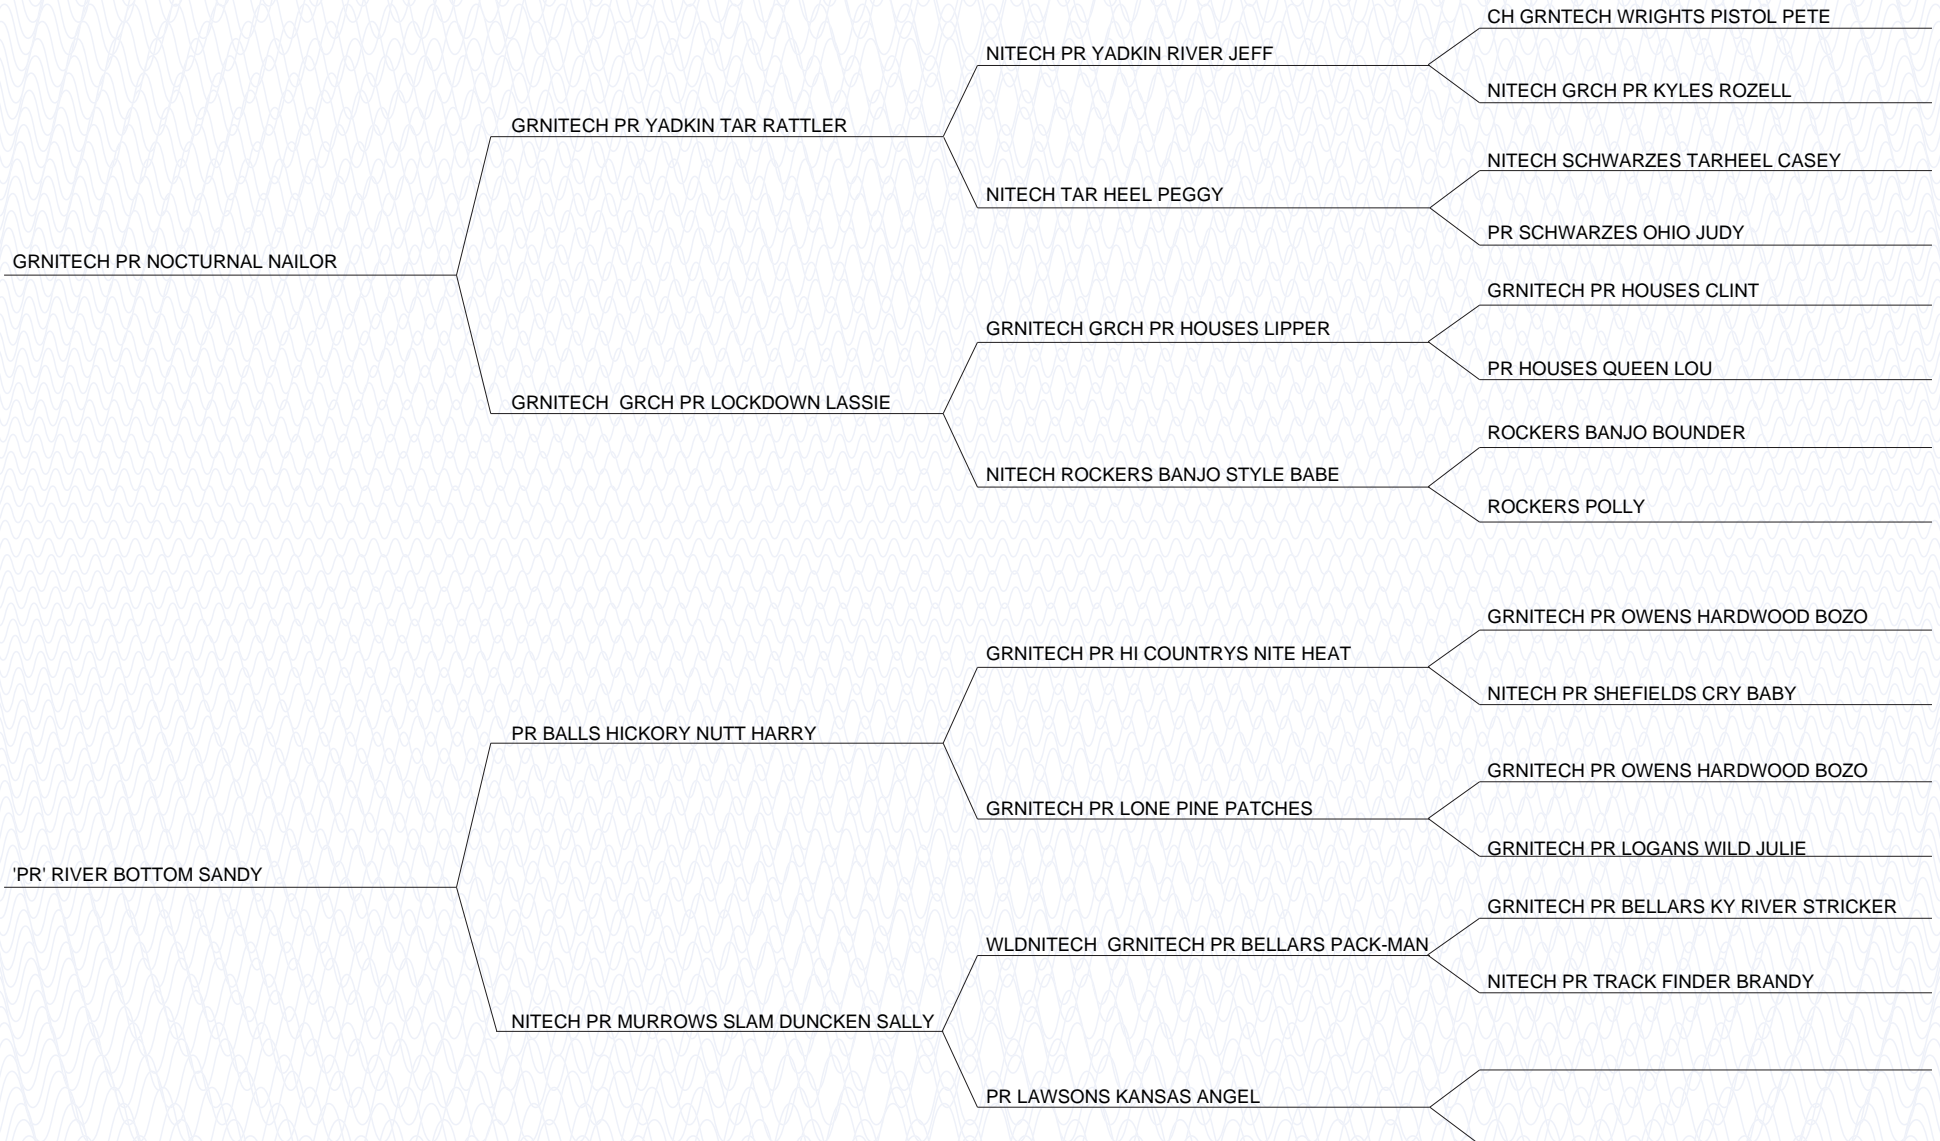 CH GRNTECH WRIGHTS PISTOL PETE
NITECH PR YADKIN RIVER JEFF
NITECH GRCH PR KYLES ROZELL
GRNITECH PR YADKIN TAR RATTLER
NITECH SCHWARZES TARHEEL CASEY
NITECH TAR HEEL PEGGY
PR SCHWARZES OHIO JUDY
GRNITECH PR NOCTURNAL NAILOR
GRNITECH PR HOUSES CLINT
GRNITECH GRCH PR HOUSES LIPPER
PR HOUSES QUEEN LOU
GRNITECH  GRCH PR LOCKDOWN LASSIE
ROCKERS BANJO BOUNDER
NITECH ROCKERS BANJO STYLE BABE
ROCKERS POLLY
GRNITECH PR OWENS HARDWOOD BOZO
GRNITECH PR HI COUNTRYS NITE HEAT
NITECH PR SHEFIELDS CRY BABY
PR BALLS HICKORY NUTT HARRY
GRNITECH PR OWENS HARDWOOD BOZO
GRNITECH PR LONE PINE PATCHES
GRNITECH PR LOGANS WILD JULIE
'PR' RIVER BOTTOM SANDY
GRNITECH PR BELLARS KY RIVER STRICKER
WLDNITECH  GRNITECH PR BELLARS PACK-MAN
NITECH PR TRACK FINDER BRANDY
NITECH PR MURROWS SLAM DUNCKEN SALLY
PR LAWSONS KANSAS ANGEL